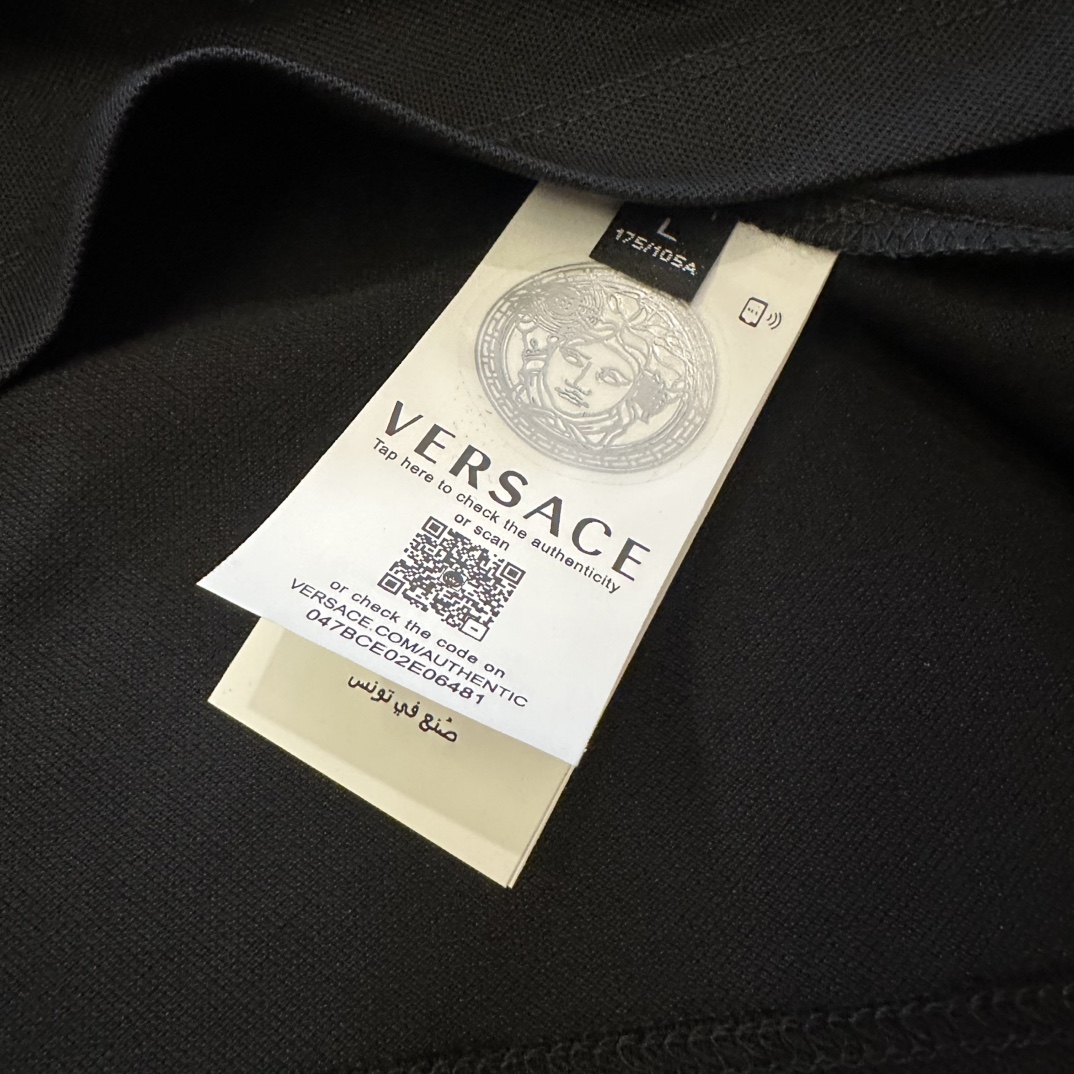 L
175/105A
VERSACE
Tap here to check the authenticity
or scan
or check the code on
VERSACE.COM/AUTHENTIC
047BCE02E06481
صُنع في تونس